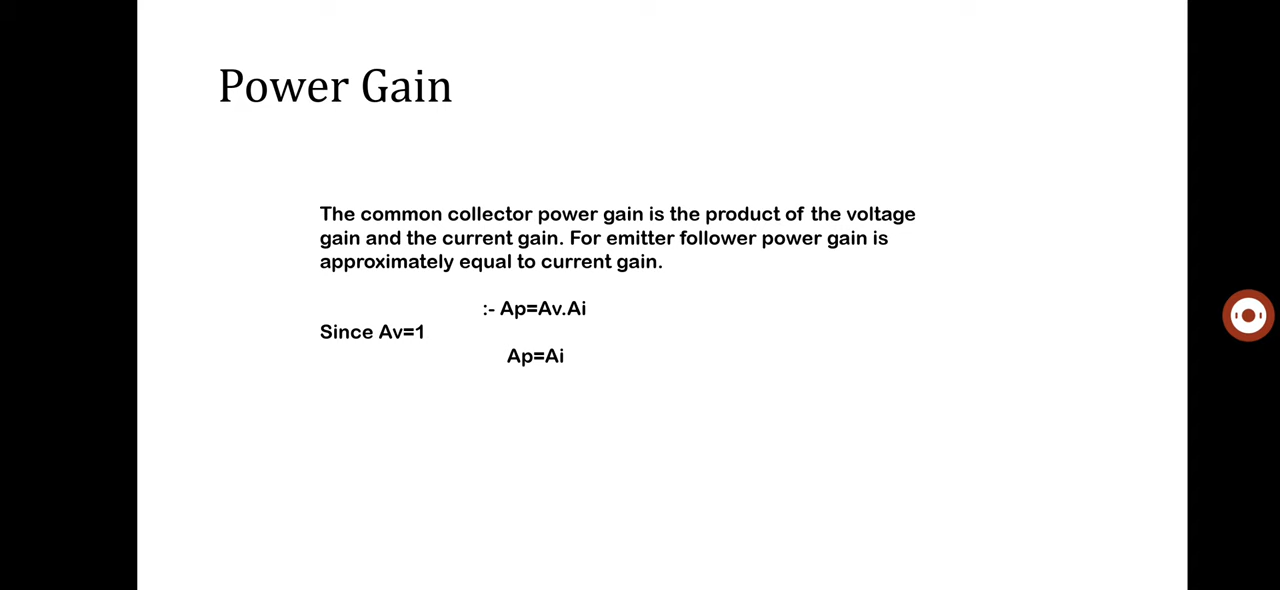 Power Gain
The common collector power gain is the product of the voltage
gain and the current gain. For emitter follower power gain is
approximately equal to current gain.
:- Ap=Av.Ai
Since Av=1
Ap=Ai